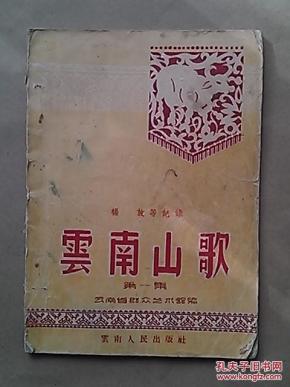 楊放等記錄
雲南山歌
第一集
云南省群众艺术館編
雲南人民出版社
孔夫子旧书网